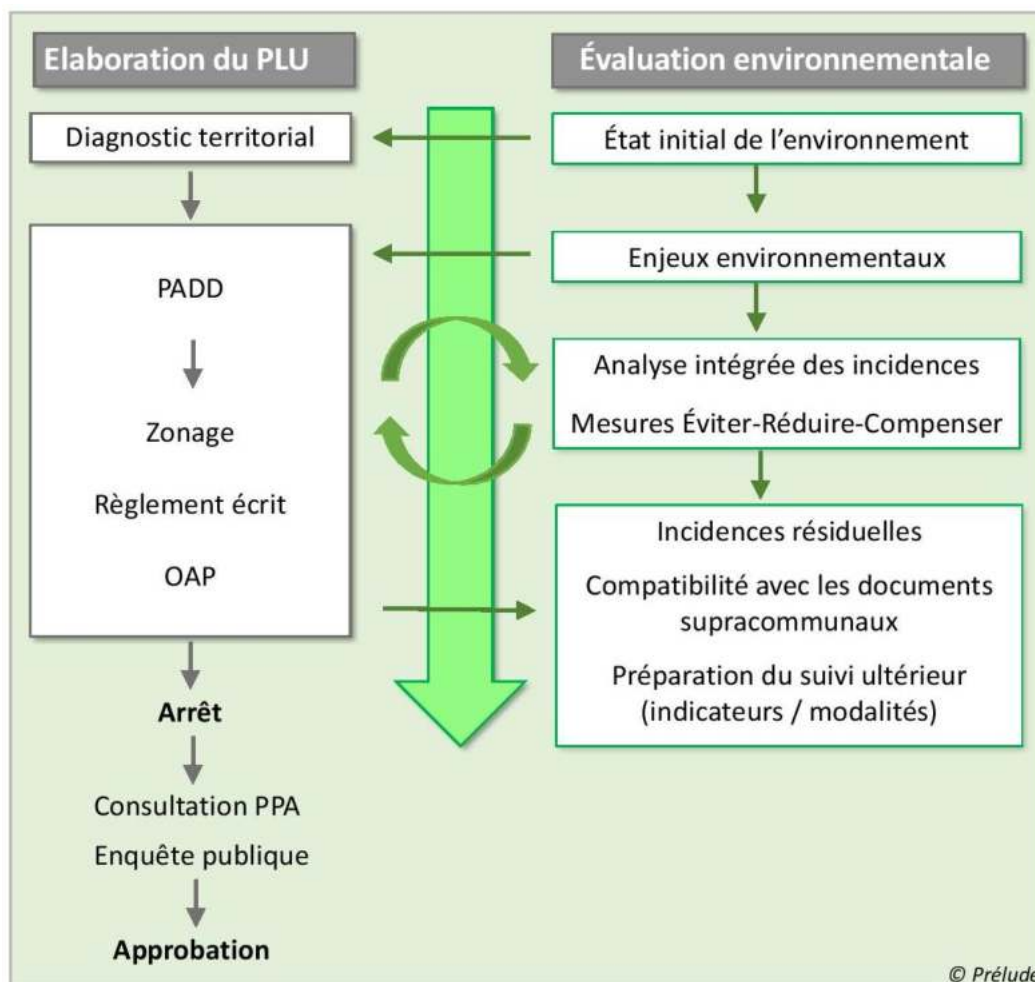 Elaboration du PLU
Diagnostic territorial
PADD
Zonage
Règlement écrit
OAP
Arrêt
Consultation PPA
Enquête publique
Approbation
Évaluation environnementale
État initial de l'environnement
Enjeux environnementaux
Analyse intégrée des incidences
Mesures Éviter-Réduire-Compenser
Incidences résiduelles
Compatibilité avec les documents
supracommunaux
Préparation du suivi ultérieur
(indicateurs / modalités)
© Prélude